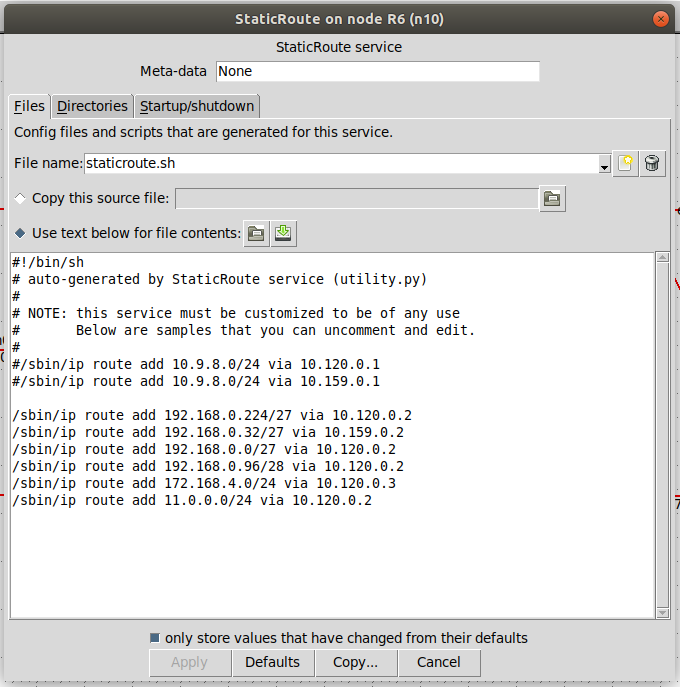 StaticRoute on node R6 (n10)
StaticRoute service
Meta-data None
Files Directories Startup/shutdown
Config files and scripts that are generated for this service.
File name: staticroute.sh
Copy this source file:
Use text below for file contents:
#!/bin/sh
# auto-generated by StaticRoute service (utility.py)
#
# NOTE: this service must be customized to be of any use
#       Below are samples that you can uncomment and edit.
#
#/sbin/ip route add 10.9.8.0/24 via 10.120.0.1
#/sbin/ip route add 10.9.8.0/24 via 10.159.0.1
/sbin/ip route add 192.168.0.224/27 via 10.120.0.2
/sbin/ip route add 192.168.0.32/27 via 10.159.0.2
/sbin/ip route add 192.168.0.0/27 via 10.120.0.2
/sbin/ip route add 192.168.0.96/28 via 10.120.0.2
/sbin/ip route add 172.168.4.0/24 via 10.120.0.3
/sbin/ip route add 11.0.0.0/24 via 10.120.0.2
only store values that have changed from their defaults
Apply Defaults Copy... Cancel